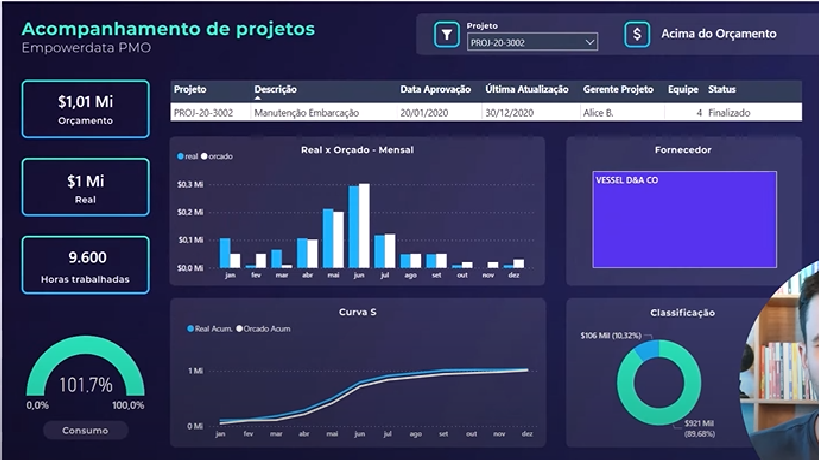 Acompanhamento de projetos
Empowerdata PMO
Projeto
PROJ-20-3002
$
Acima do Orçamento
$1,01 Mi
Orçamento
$1 Mi
Real
9.600
Horas trabalhadas
101.7%
0,0% 100,0%
Consumo
Projeto Descrição Data Aprovação Última Atualização Gerente Projeto Equipe Status
PROJ-20-3002 Manutenção Embarcação 20/01/2020 30/12/2020 Alice B. 4 Finalizado
Real x Orçado - Mensal
real orcado
$0,3 Mi
$0,2 Mi
$0,1 Mi
$0,0 Mi
jan fev mar abr mai jun jul ago set out nov dez
Fornecedor
VESSEL D&A CO
Curva S
Real Acum. Orcado Acum
1 Mi
0 Mi
jan fev mar abr mai jun jul ago set out nov dez
Classificação
$106 Mil (10,32%)
$921 Mil
(89,68%)